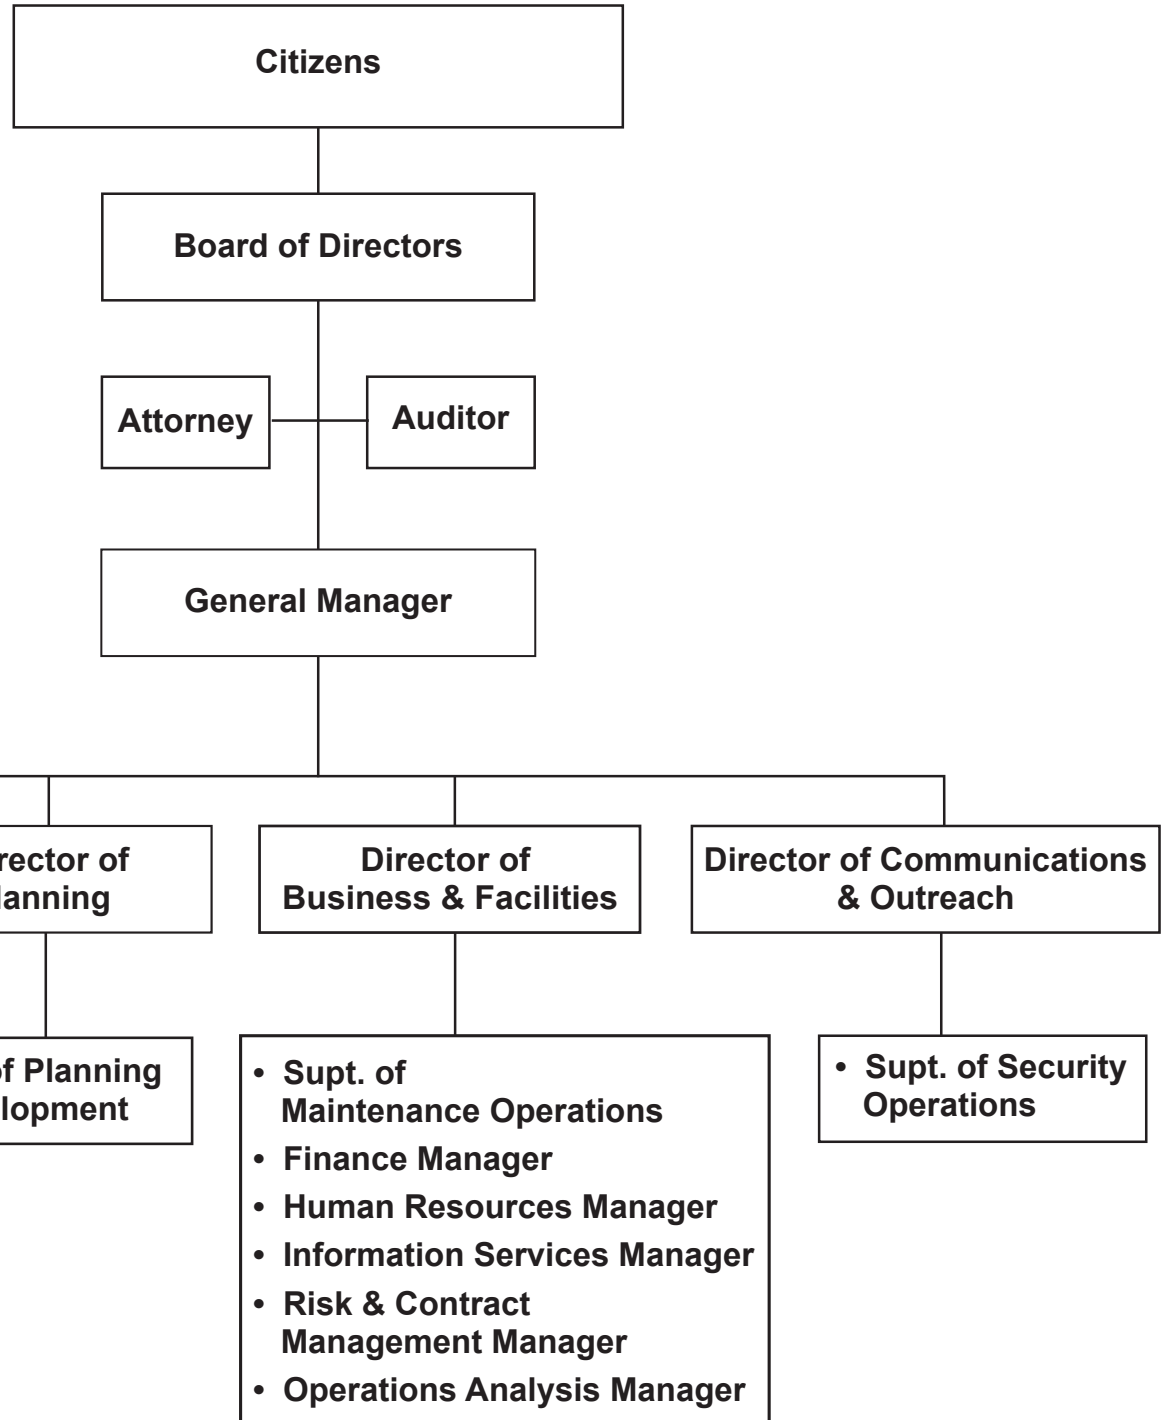 Citizens
Board of Directors
Attorney
Auditor
General Manager
rector of
lanning
Director of
Business & Facilities
Director of Communications
& Outreach
of Planning
lopment
• Supt. of
Maintenance Operations
• Finance Manager
• Human Resources Manager
• Information Services Manager
• Risk & Contract
Management Manager
• Operations Analysis Manager
• Supt. of Security
Operations